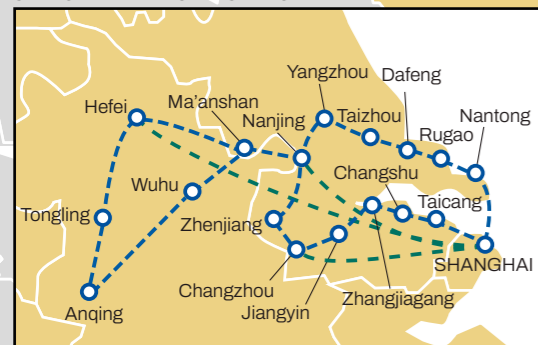 Yangzhou
Dafeng
Hefei
Ma'anshan
Nanjing
Taizhou
Nantong
Rugao
Wuhu
Changshu
Tongling
Zhenjiang
Taicang
SHANGHAI
Changzhou
Zhangjiagang
Jiangyin
Anqing